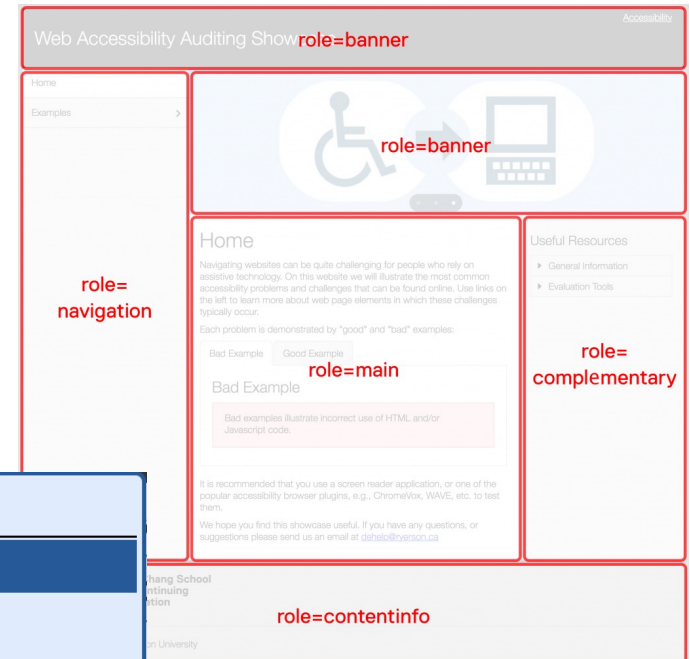 Accessibility
Web Accessibility Auditing Show
role=banner
Home
Examples
role=banner
role=
navigation
Home
Navigating websites can be quite challenging for people who rely on
assistive technology. On this website we will illustrate the most common
accessibility problems and challenges that can be found online. Use links on
the left to learn more about web page elements in which these challenges
typically occur.
Each problem is demonstrated by "good" and "bad" examples:
Bad Example Good Example
role=main
Bad Example
Bad examples illustrate incorrect use of HTML and/or
Javascript code.
It is recommended that you use a screen reader application, or one of the
popular accessibility browser plugins, e.g., ChromeVox, WAVE, etc. to test
them.
We hope you find this showcase useful. If you have any questions, or
suggestions please send us an email at dehelp@ryerson.ca
Useful Resources
General Information
Evaluation Tools
role=
complementary
hang School
ntinuing
ation
role=contentinfo
on University